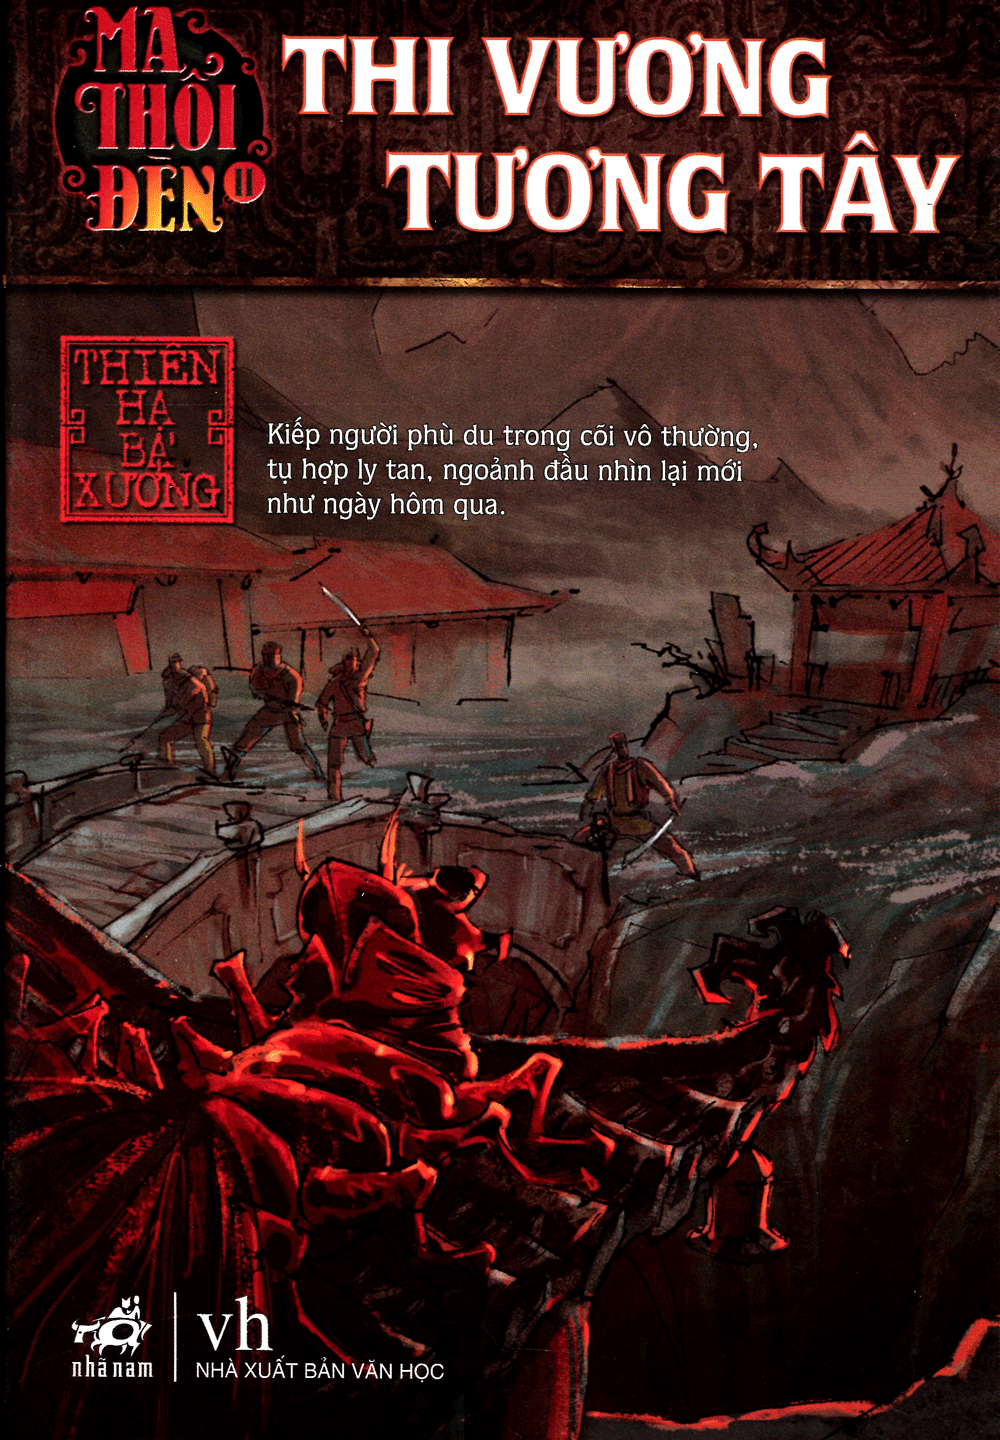 MA
THỔI
ĐÈN II
THI VƯƠNG
TƯƠNG TÂY
THIÊN
HẠ
BÁ
XƯỚNG
Kiếp người phù du trong cõi vô thường,
tụ hợp ly tan, ngoảnh đầu nhìn lại mới
như ngày hôm qua.
nhã nam
vh
NHÀ XUẤT BẢN VĂN HỌC